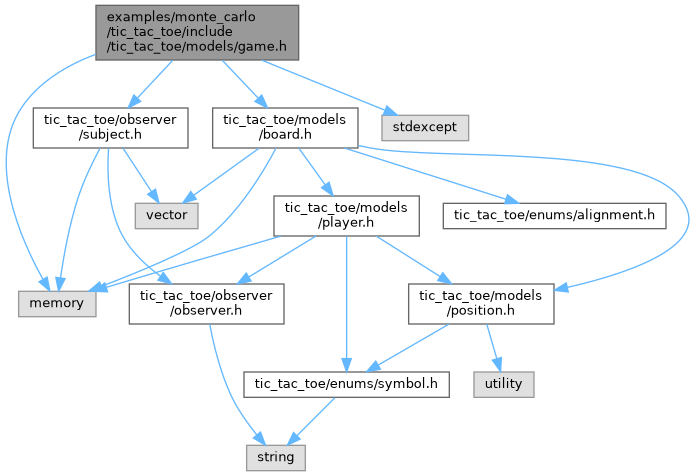 examples/monte_carlo
/tic_tac_toe/include
/tic_tac_toe/models/game.h
tic_tac_toe/observer
/subject.h
tic_tac_toe/models
/board.h
stdexcept
vector
tic_tac_toe/models
/player.h
tic_tac_toe/enums/alignment.h
memory
tic_tac_toe/observer
/observer.h
tic_tac_toe/models
/position.h
tic_tac_toe/enums/symbol.h
utility
string